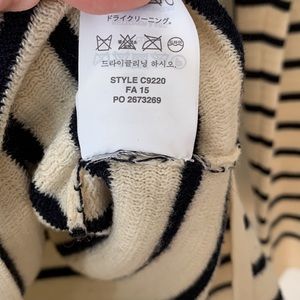 ドライクリーニング。
드라이클리닝 하시오.
STYLE C9220
FA 15
PO 2673269